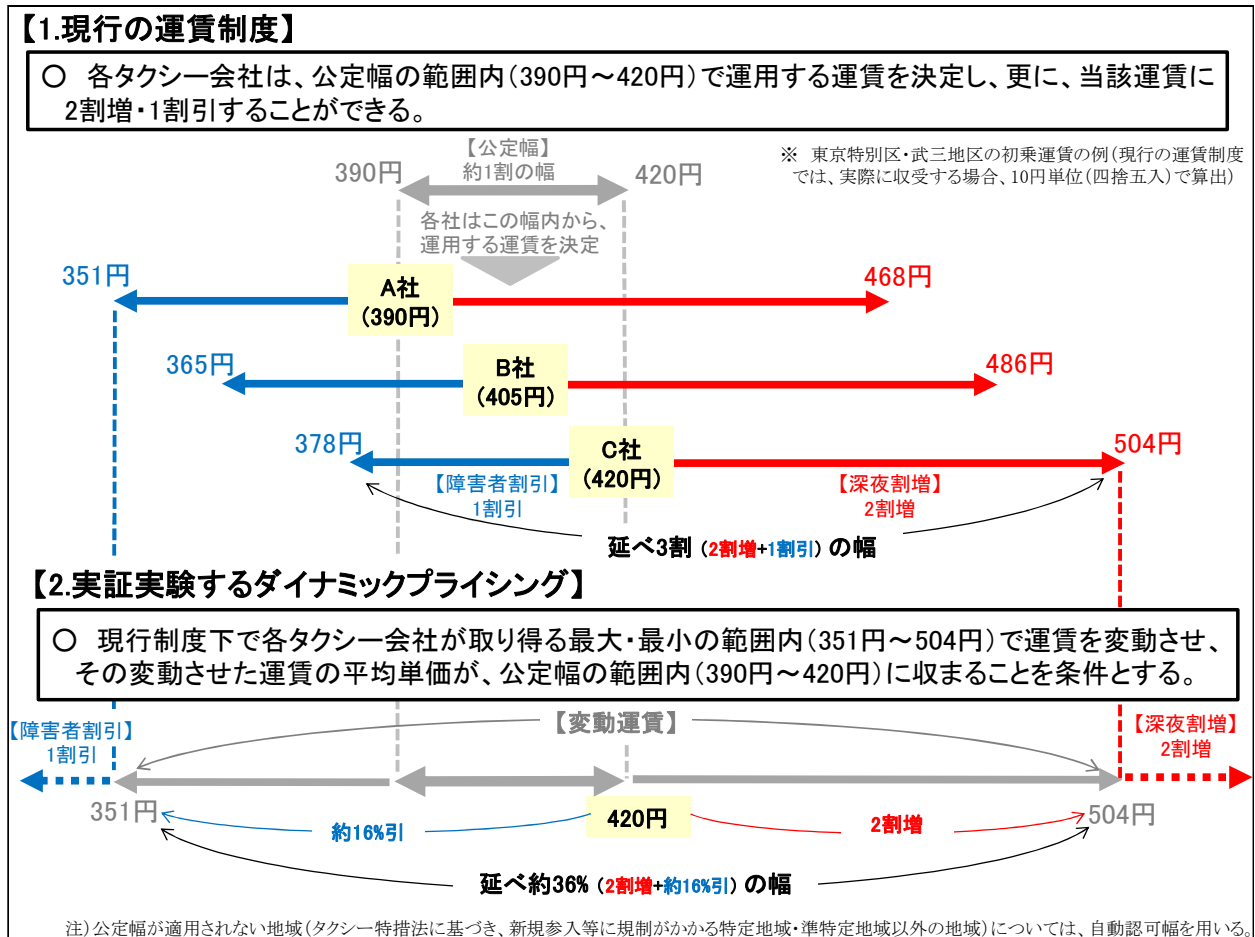 【1.現行の運賃制度】
○ 各タクシー会社は、公定幅の範囲内(390円～420円)で運用する運賃を決定し、更に、当該運賃に
2割増・1割引することができる。
※ 東京特別区・武三地区の初乗運賃の例(現行の運賃制度
では、実際に収受する場合、10円単位(四捨五入)で算出)
【公定幅】
約1割の幅
390円
420円
各社はこの幅内から、
運用する運賃を決定
351円
A社
(390円)
468円
365円
B社
(405円)
486円
378円
C社
(420円)
504円
【障害者割引】
1割引
【深夜割増】
2割増
延べ3割 (2割増+1割引) の幅
【2.実証実験するダイナミックプライシング】
○ 現行制度下で各タクシー会社が取り得る最大・最小の範囲内(351円～504円)で運賃を変動させ、
その変動させた運賃の平均単価が、公定幅の範囲内(390円～420円)に収まることを条件とする。
【変動運賃】
【障害者割引】
1割引
【深夜割増】
2割増
351円
約16%引
420円
2割増
504円
延べ約36% (2割増+約16%引) の幅
注)公定幅が適用されない地域(タクシー特措法に基づき、新規参入等に規制がかかる特定地域・準特定地域以外の地域)については、自動認可幅を用いる。